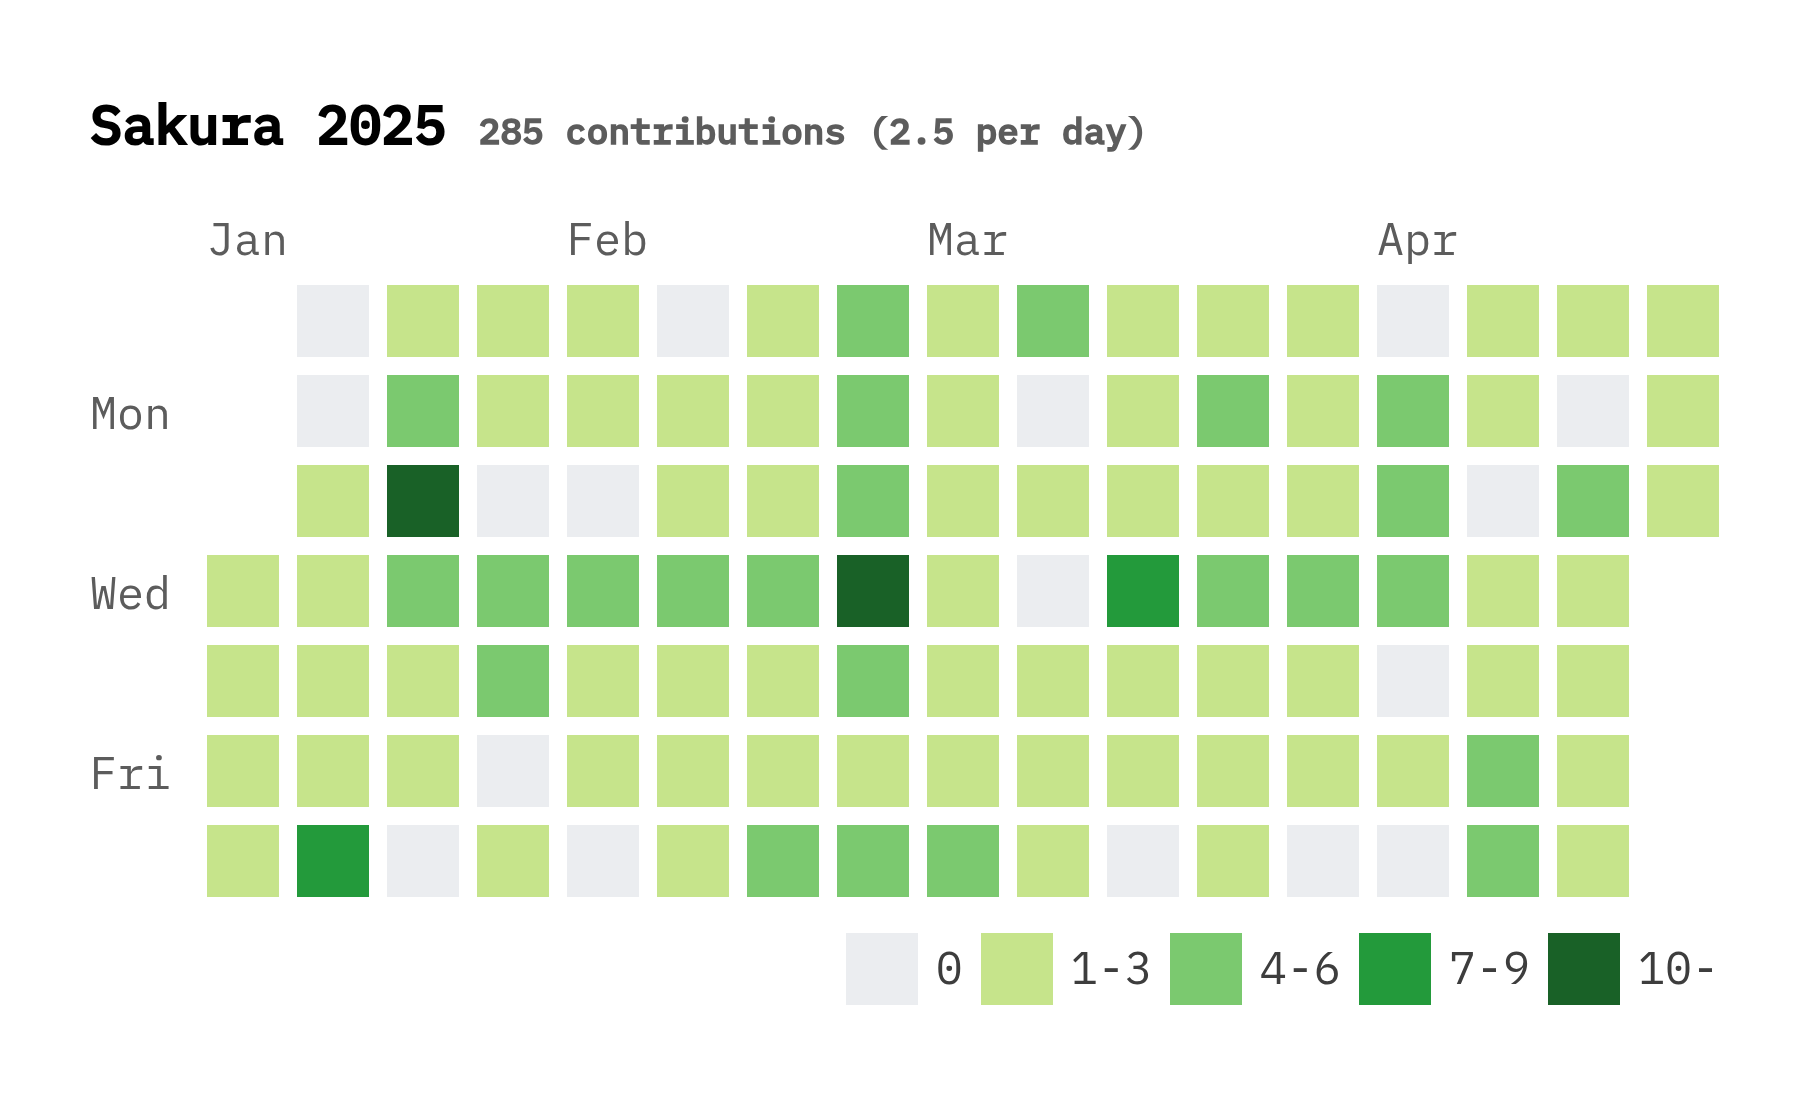 Sakura 2025 285 contributions (2.5 per day)
Jan Feb Mar Apr
Mon
Wed
Fri
0 1-3 4-6 7-9 10-